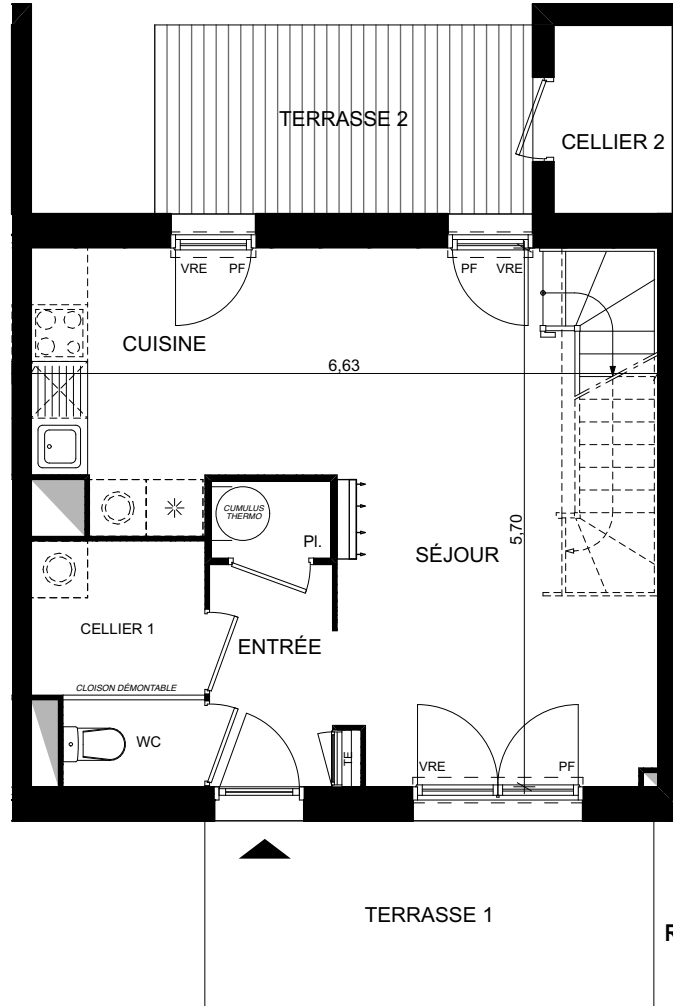 TERRASSE 2
CELLIER 2
VRE PF
PF VRE
CUISINE
6,63
CUMULUS
THERMO
Pl.
SÉJOUR
5,70
CELLIER 1
ENTRÉE
CLOISON DÉMONTABLE
WC
TE
VRE
PF
TERRASSE 1
R